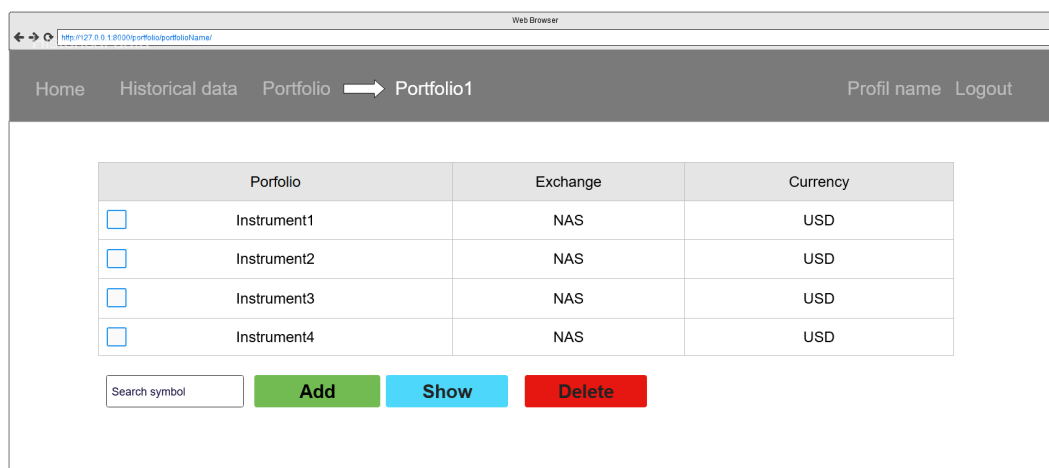 Web Browser
http://127.0.0.1:8000/portfolio/portfolioName/
Home Historical data Portfolio Portfolio1 Profil name Logout
Porfolio Exchange Currency
Instrument1 NAS USD
Instrument2 NAS USD
Instrument3 NAS USD
Instrument4 NAS USD
Search symbol Add Show Delete